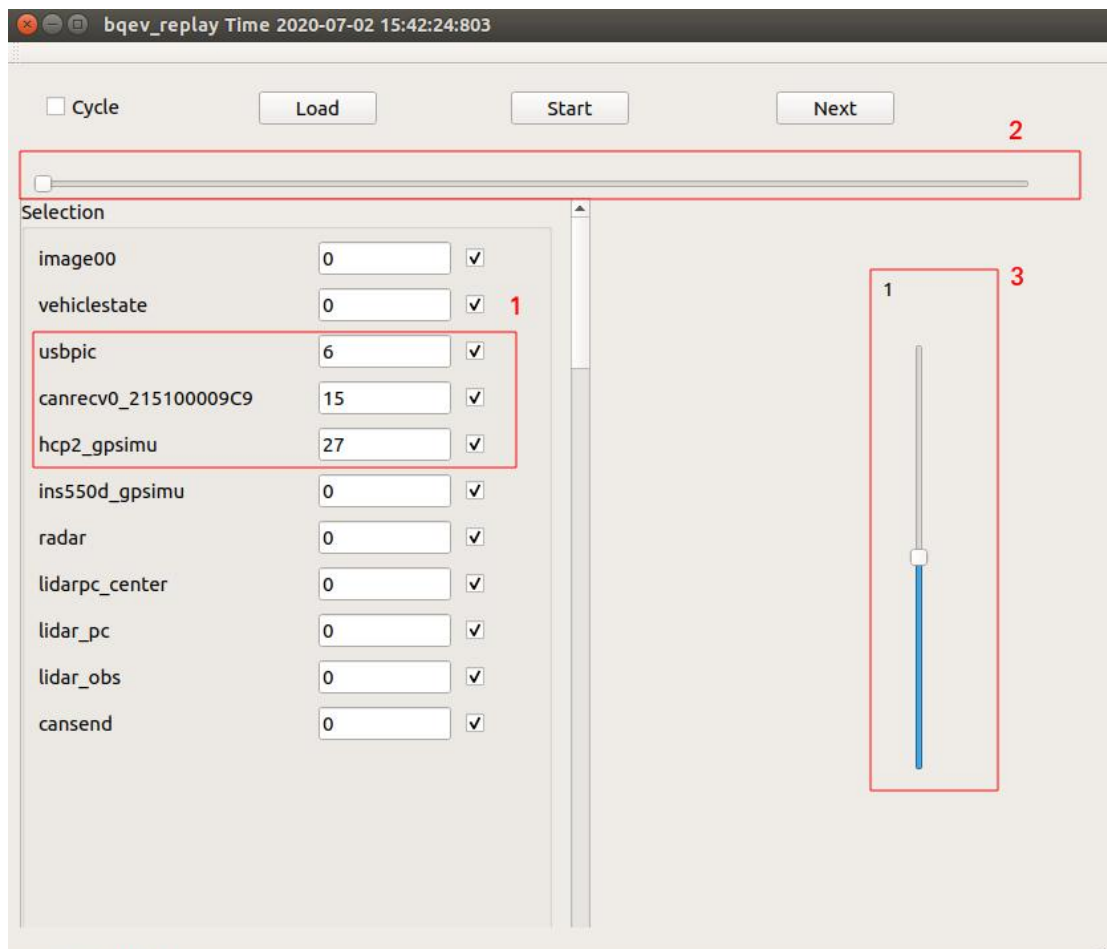 bqev_replay Time 2020-07-02 15:42:24:803
Cycle Load Start Next
2
Selection
image00 0
vehiclestate 0
1
usbpic 6
canrecv0_215100009C9 15
hcp2_gpsimu 27
ins550d_gpsimu 0
radar 0
lidarpc_center 0
lidar_pc 0
lidar_obs 0
cansend 0
3
1